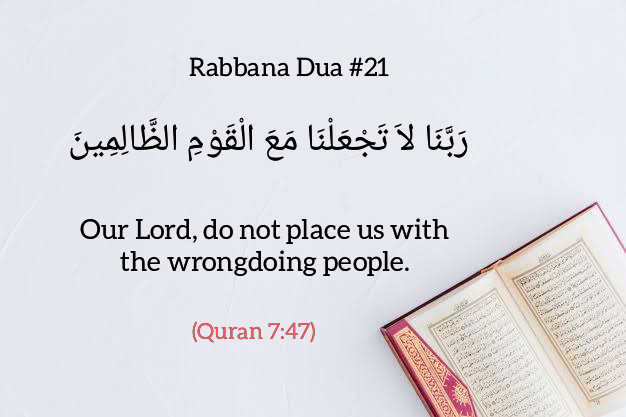 Rabbana Dua #21
رَبَّنَا لاَ تَجْعَلْنَا مَعَ الْقَوْمِ الظَّالِمِينَ
Our Lord, do not place us with
the wrongdoing people.
(Quran 7:47)